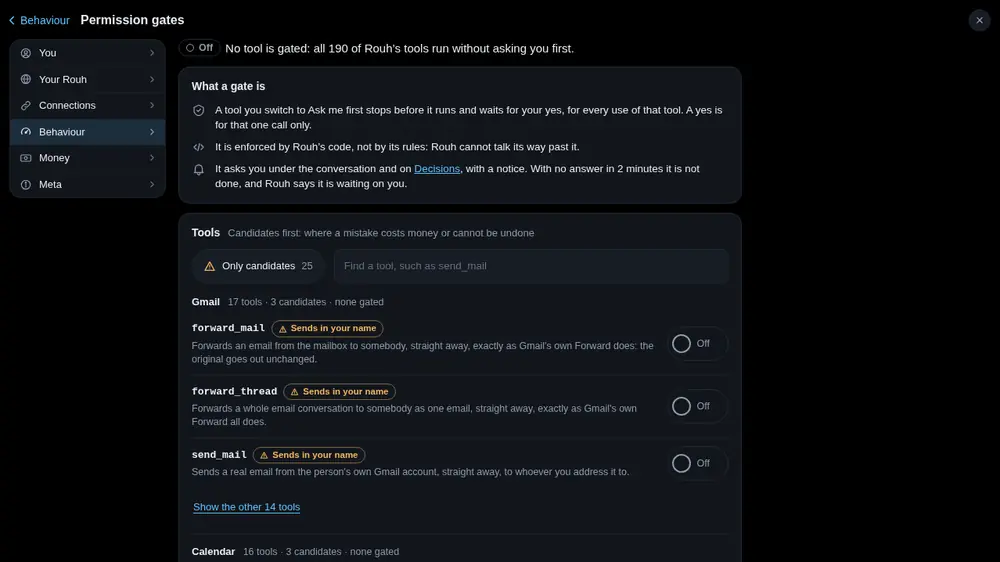 Behaviour Permission gates
Off No tool is gated: all 190 of Rouh's tools run without asking you first.
You
Your Rouh
Connections
Behaviour
Money
Meta
What a gate is
A tool you switch to Ask me first stops before it runs and waits for your yes, for every use of that tool. A yes is
for that one call only.
It is enforced by Rouh's code, not by its rules: Rouh cannot talk its way past it.
It asks you under the conversation and on Decisions, with a notice. With no answer in 2 minutes it is not
done, and Rouh says it is waiting on you.
Tools Candidates first: where a mistake costs money or cannot be undone
Only candidates 25
Find a tool, such as send_mail
Gmail 17 tools · 3 candidates · none gated
forward_mail Sends in your name
Forwards an email from the mailbox to somebody, straight away, exactly as Gmail's own Forward does: the
original goes out unchanged.
Off
forward_thread Sends in your name
Forwards a whole email conversation to somebody as one email, straight away, exactly as Gmail's own
Forward all does.
Off
send_mail Sends in your name
Sends a real email from the person's own Gmail account, straight away, to whoever you address it to.
Off
Show the other 14 tools
Calendar 16 tools · 3 candidates · none gated